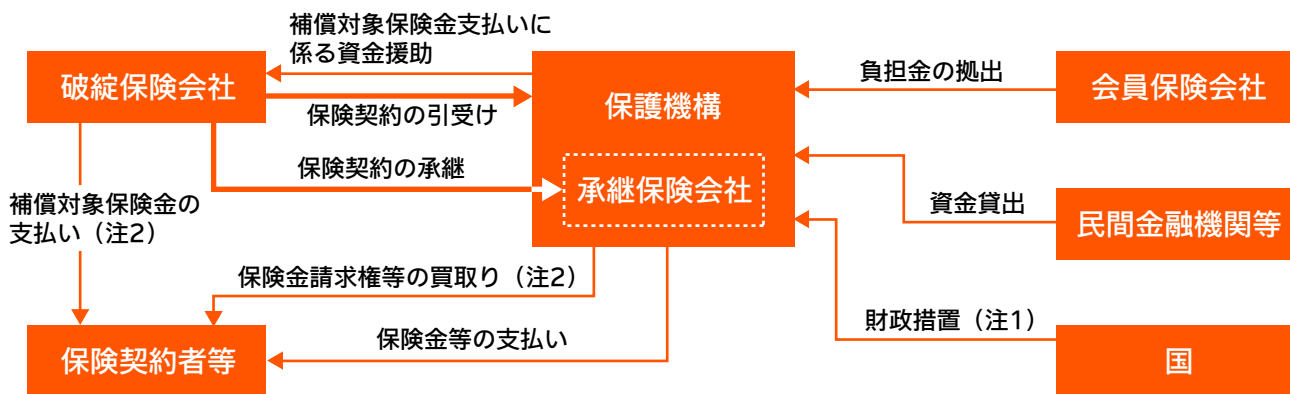 補償対象保険金支払いに
係る資金援助
破綻保険会社
保険契約の引受け
保険契約の承継
保護機構
承継保険会社
負担金の拠出
会員保険会社
資金貸出
民間金融機関等
補償対象保険金の
支払い（注2）
保険金請求権等の買取り（注2）
財政措置（注1）
保険金等の支払い
保険契約者等
国